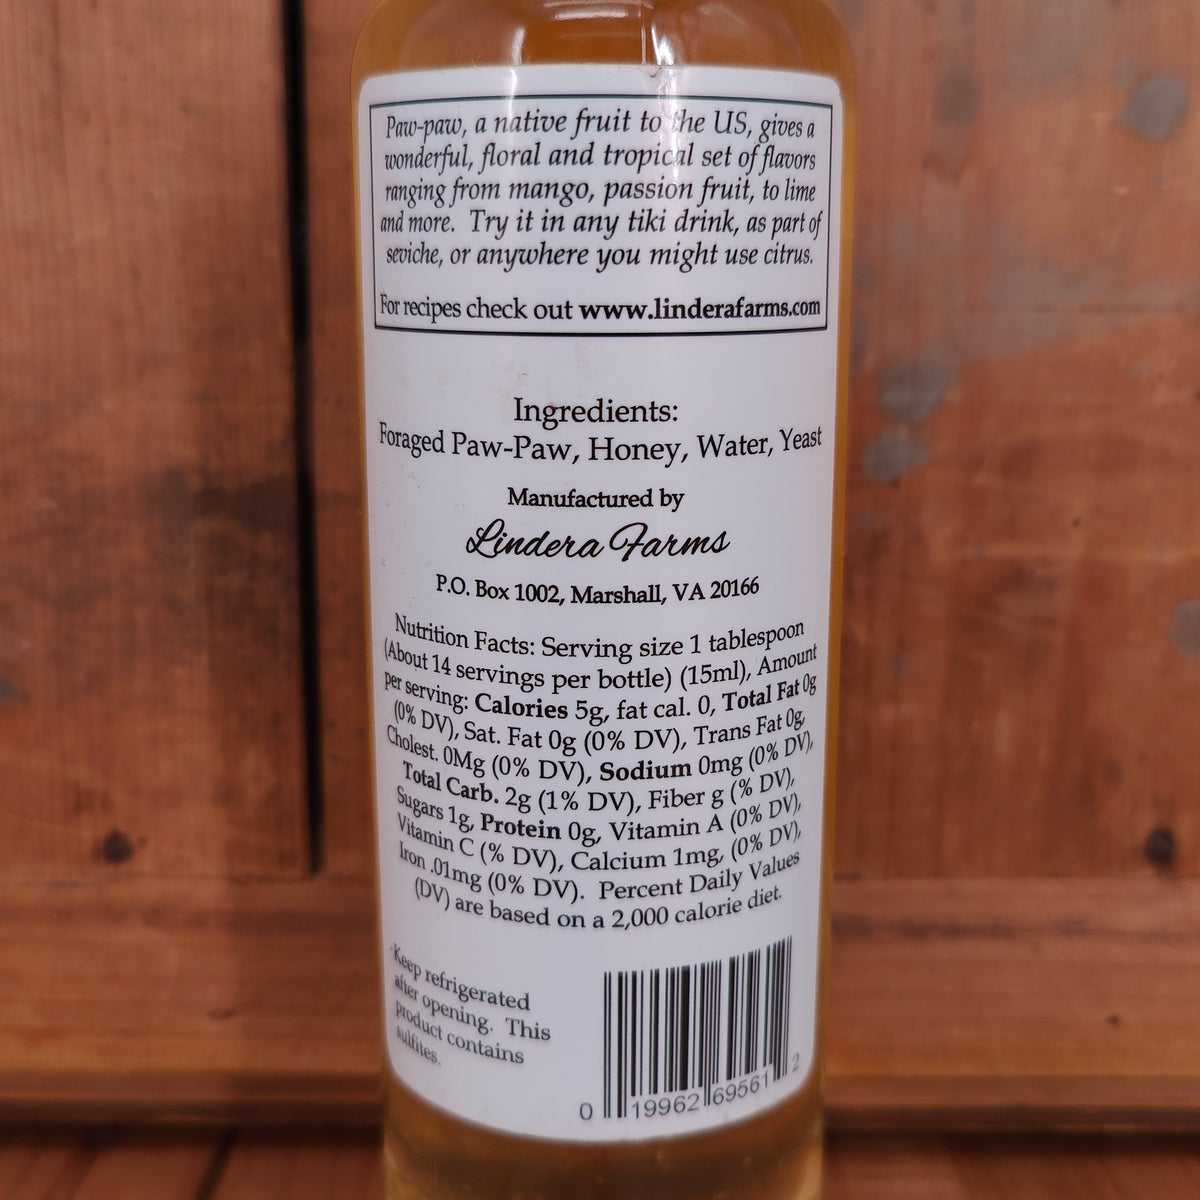 Paw-paw, a native fruit to the US, gives a
wonderful, floral and tropical set of flavors
ranging from mango, passion fruit, to lime
and more. Try it in any tiki drink, as part of
seviche, or anywhere you might use citrus.
For recipes check out www.linderafarms.com
Ingredients:
Foraged Paw-Paw, Honey, Water, Yeast
Manufactured by
Lindera Farms
P.O. Box 1002, Marshall, VA 20166
Nutrition Facts: Serving size 1 tablespoon
(About 14 servings per bottle) (15ml), Amount
per serving: Calories 5g, fat cal. 0, Total Fat 0g
(0% DV), Sat. Fat 0g (0% DV), Trans Fat 0g,
Cholest. 0Mg (0% DV), Sodium 0mg (0% DV),
Total Carb. 2g (1% DV), Fiber g (% DV),
Sugars 1g, Protein 0g, Vitamin A (0% DV),
Vitamin C (% DV), Calcium 1mg, (0% DV),
Iron .01mg (0% DV). Percent Daily Values
(DV) are based on a 2,000 calorie diet.
Keep refrigerated
after opening. This
product contains
sulfites.
0 19962 69561 2